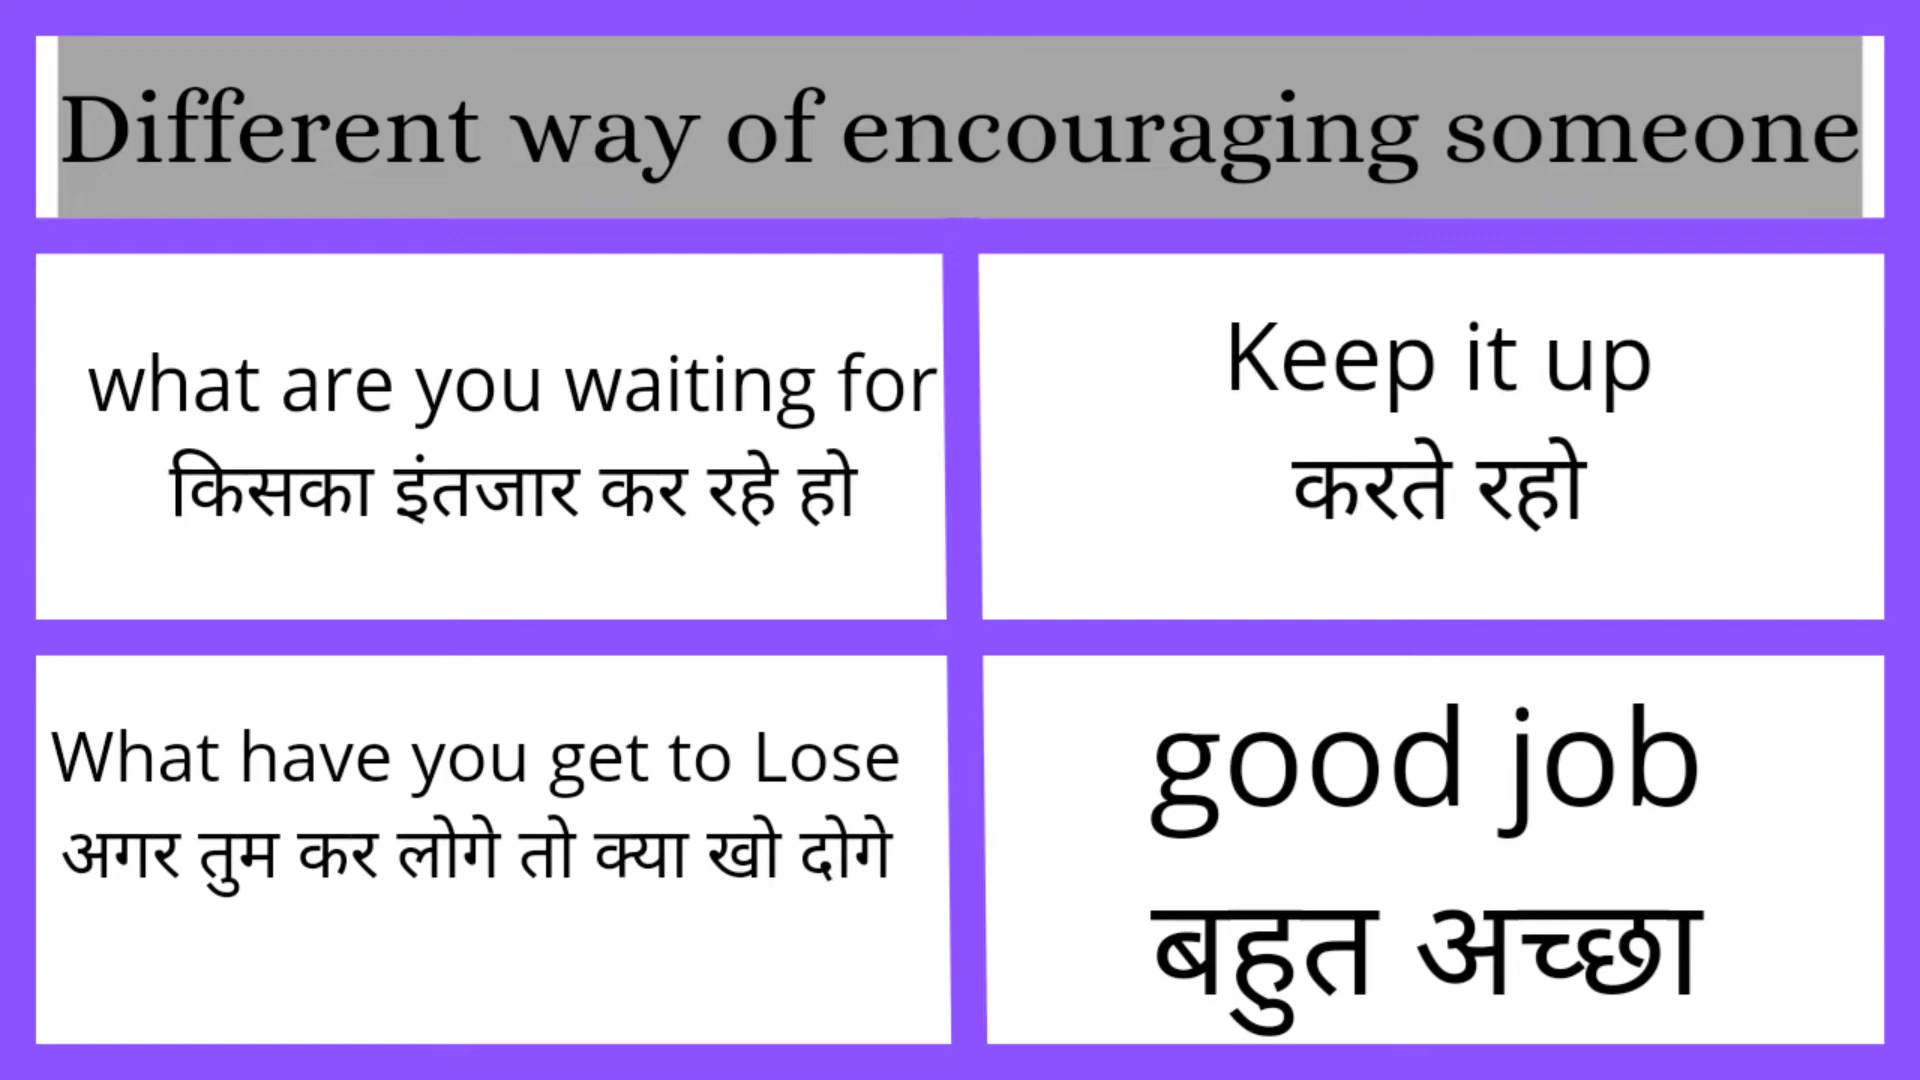 Different way of encouraging someone
what are you waiting for
किसका इंतजार कर रहे हो
Keep it up
करते रहो
What have you get to Lose
अगर तुम कर लोगे तो क्या खो दोगे
good job
बहुत अच्छा